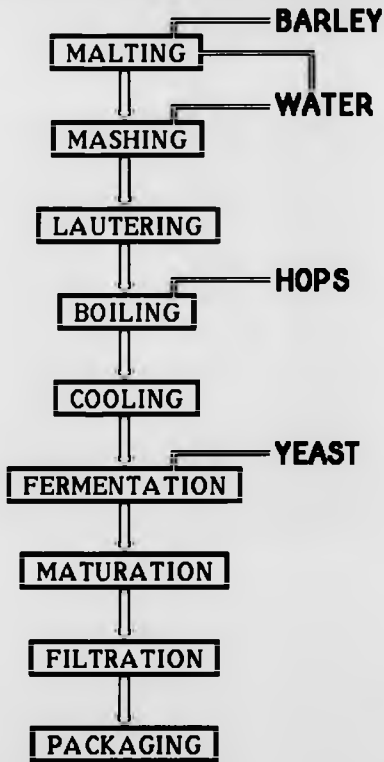 BARLEY
MALTING
WATER
MASHING
LAUTERING
HOPS
BOILING
COOLING
YEAST
FERMENTATION
MATURATION
FILTRATION
PACKAGING